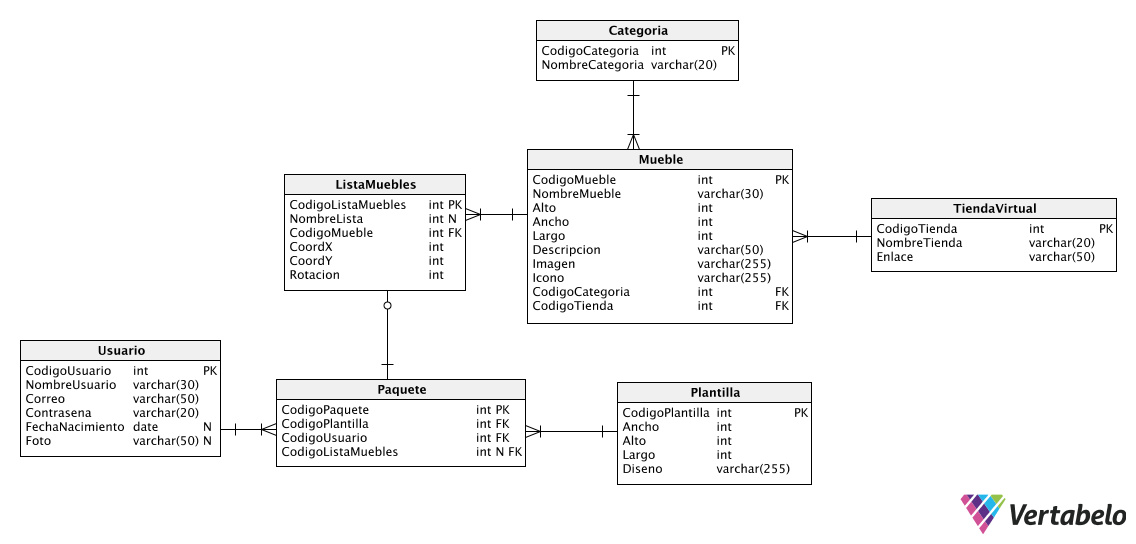 Categoria
CodigoCategoria int PK
NombreCategoria varchar(20)
Mueble
CodigoMueble int PK
NombreMueble varchar(30)
Alto int
Ancho int
Largo int
Descripcion varchar(50)
Imagen varchar(255)
Icono varchar(255)
CodigoCategoria int FK
CodigoTienda int FK
ListaMuebles
CodigoListaMuebles int PK
NombreLista int N
CodigoMueble int FK
CoordX int
CoordY int
Rotacion int
TiendaVirtual
CodigoTienda int PK
NombreTienda varchar(20)
Enlace varchar(50)
Usuario
CodigoUsuario int PK
NombreUsuario varchar(30)
Correo varchar(50)
Contrasena varchar(20)
FechaNacimiento date N
Foto varchar(50) N
Paquete
CodigoPaquete int PK
CodigoPlantilla int FK
CodigoUsuario int FK
CodigoListaMuebles int N FK
Plantilla
CodigoPlantilla int PK
Ancho int
Alto int
Largo int
Diseno varchar(255)
Vertabelo